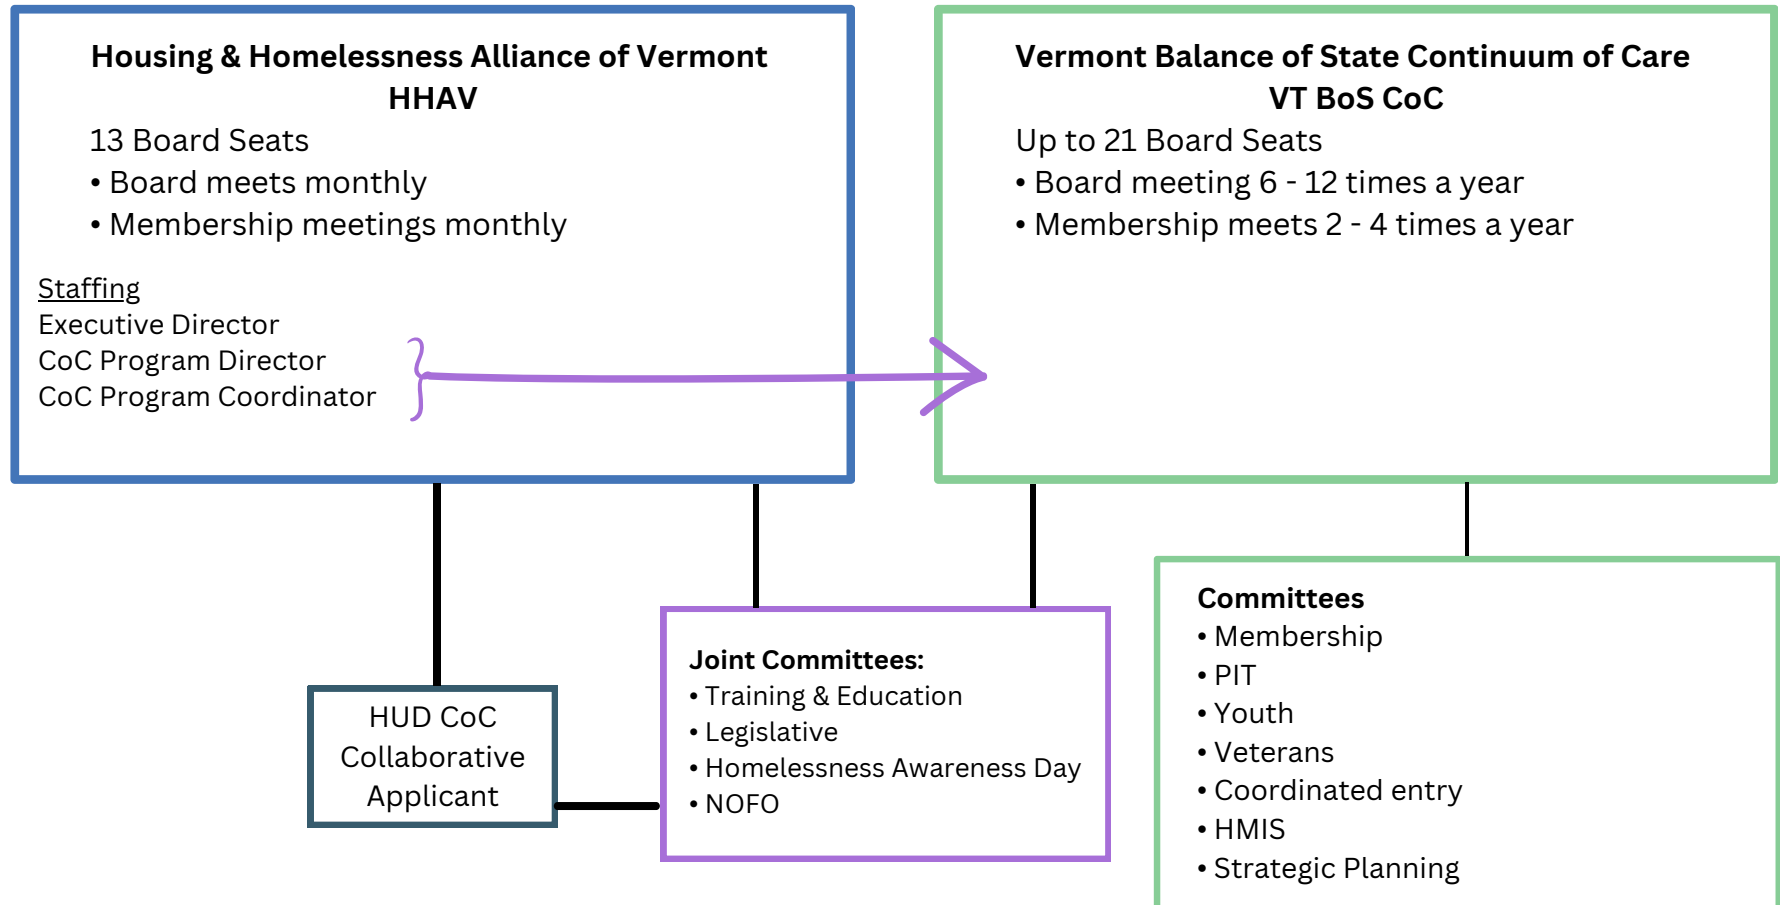 Housing & Homelessness Alliance of Vermont
HHAV
13 Board Seats
• Board meets monthly
• Membership meetings monthly
Staffing
Executive Director
CoC Program Director
CoC Program Coordinator
Vermont Balance of State Continuum of Care
VT BoS CoC
Up to 21 Board Seats
• Board meeting 6 - 12 times a year
• Membership meets 2 - 4 times a year
HUD CoC
Collaborative
Applicant
Joint Committees:
• Training & Education
• Legislative
• Homelessness Awareness Day
• NOFO
Committees
• Membership
• PIT
• Youth
• Veterans
• Coordinated entry
• HMIS
• Strategic Planning